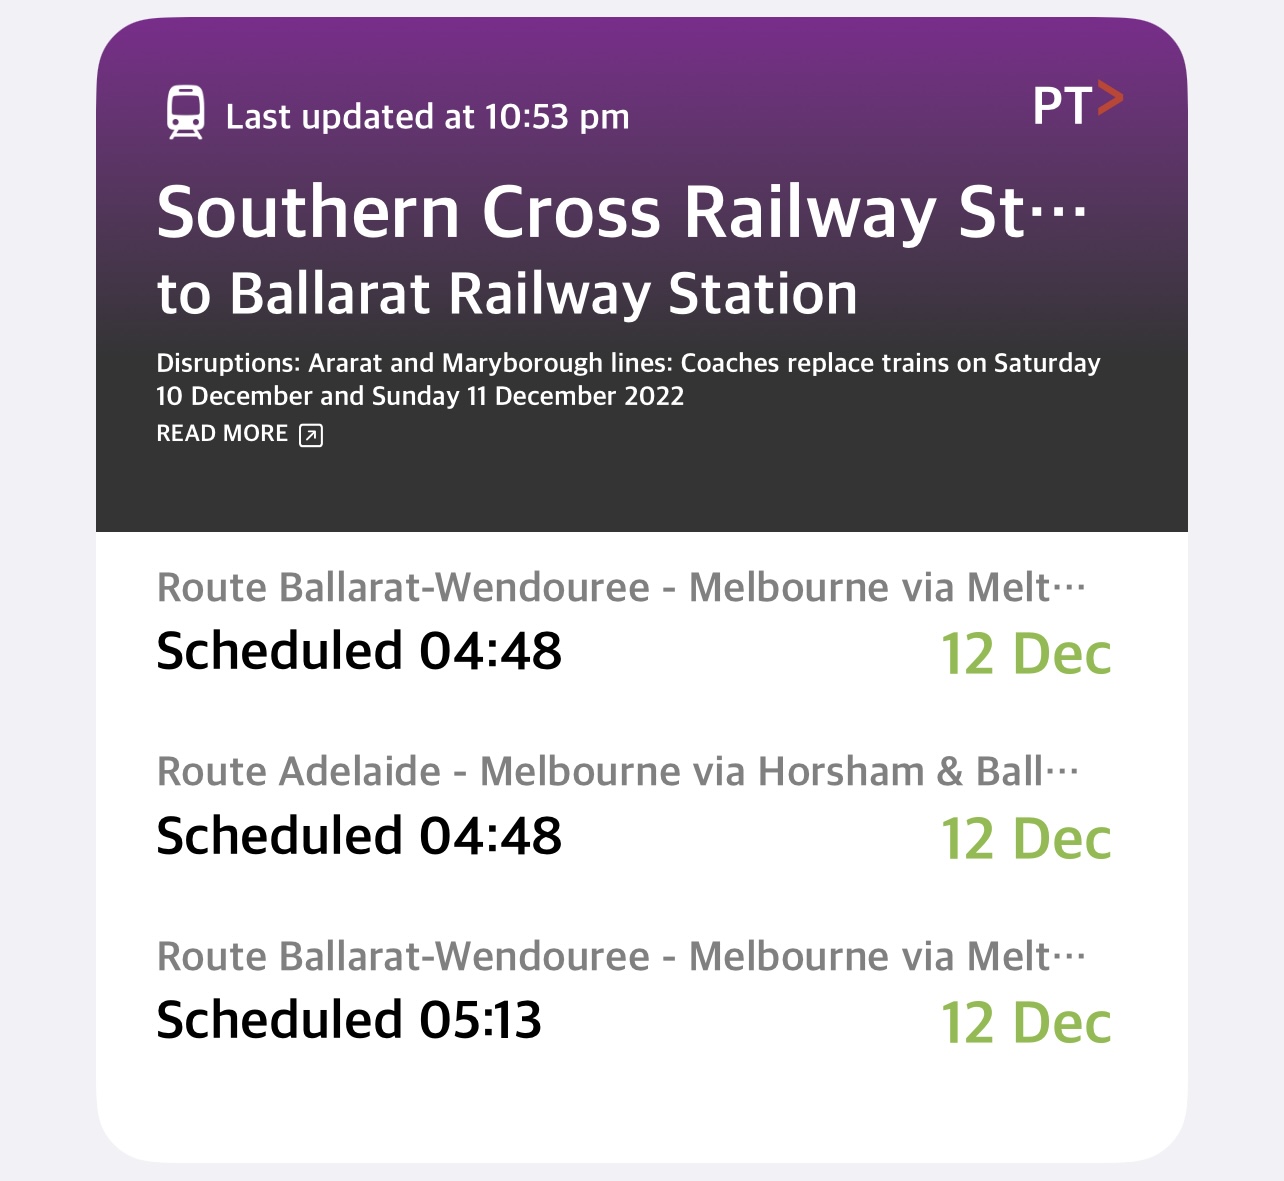 Last updated at 10:53 pm
PT>
Southern Cross Railway St···
to Ballarat Railway Station
Disruptions: Ararat and Maryborough lines: Coaches replace trains on Saturday
10 December and Sunday 11 December 2022
READ MORE
Route Ballarat-Wendouree - Melbourne via Melt···
Scheduled 04:48 12 Dec
Route Adelaide - Melbourne via Horsham & Ball···
Scheduled 04:48 12 Dec
Route Ballarat-Wendouree - Melbourne via Melt···
Scheduled 05:13 12 Dec